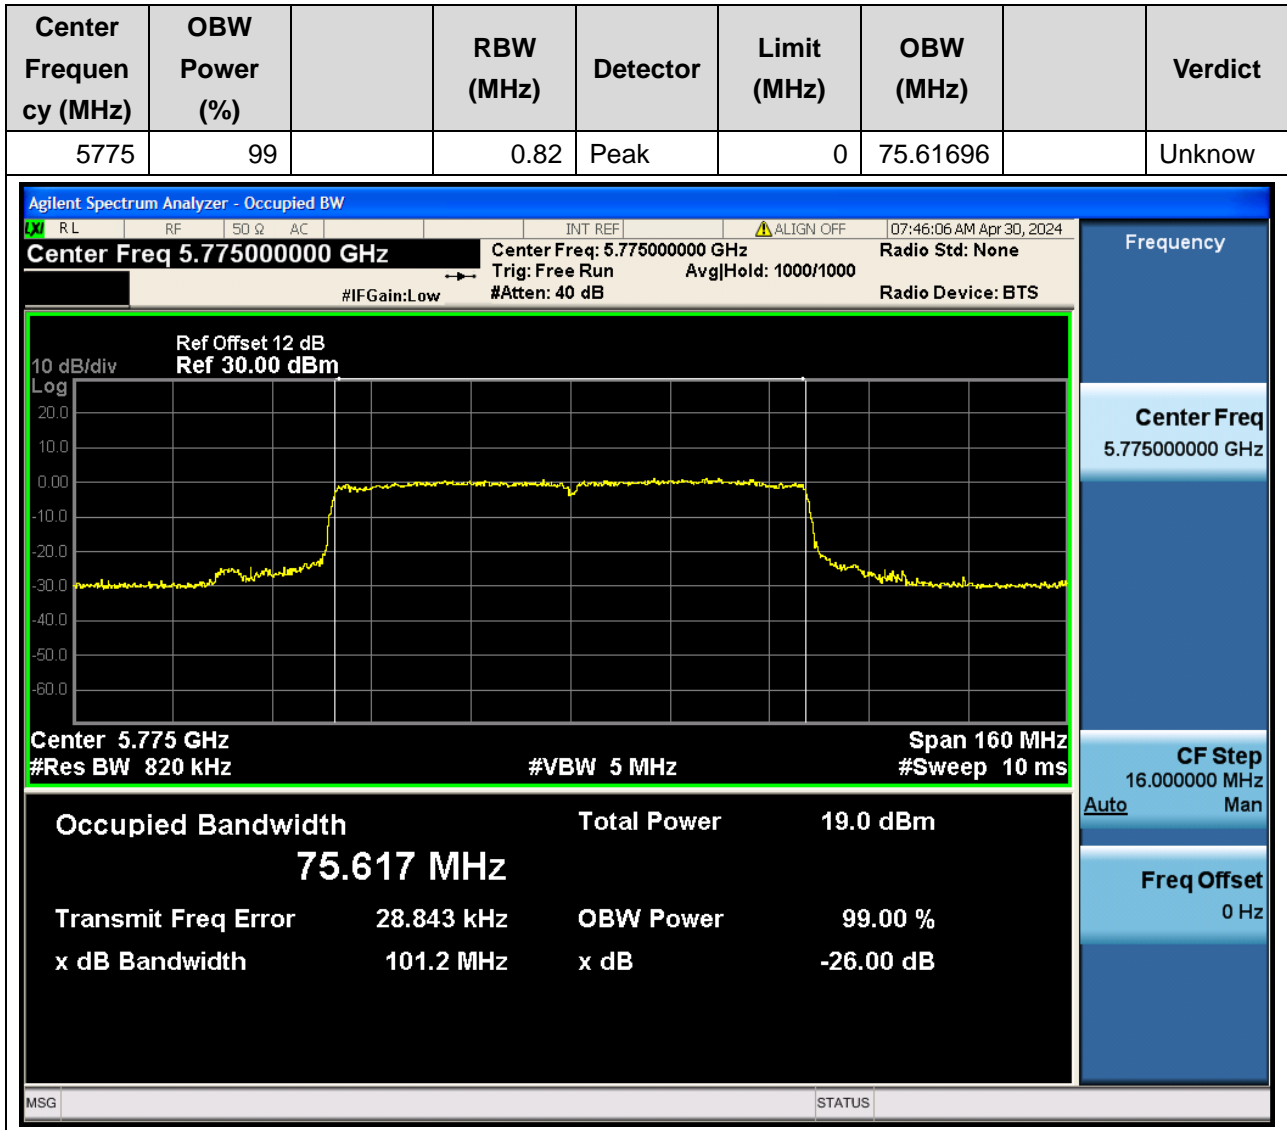 Center Frequen cy (MHz) OBW Power (%) RBW (MHz) Detector Limit (MHz) OBW (MHz) Verdict
5775 99 0.82 Peak 0 75.61696 Unknow
Agilent Spectrum Analyzer - Occupied BW
LXI RL RF 50 Ω AC INT REF ALIGN OFF 07:46:06 AM Apr 30, 2024
Center Freq 5.775000000 GHz
Center Freq: 5.775000000 GHz Radio Std: None
Trig: Free Run Avg|Hold: 1000/1000
#IFGain:Low #Atten: 40 dB Radio Device: BTS
Ref Offset 12 dB
10 dB/div Ref 30.00 dBm
Log
20.0
10.0
0.00
-10.0
-20.0
-30.0
-40.0
-50.0
-60.0
Center 5.775 GHz Span 160 MHz
#Res BW 820 kHz #VBW 5 MHz #Sweep 10 ms
Occupied Bandwidth Total Power 19.0 dBm
75.617 MHz
Transmit Freq Error 28.843 kHz OBW Power 99.00 %
x dB Bandwidth 101.2 MHz x dB -26.00 dB
Frequency
Center Freq
5.775000000 GHz
CF Step
16.000000 MHz
Auto Man
Freq Offset
0 Hz
MSG STATUS